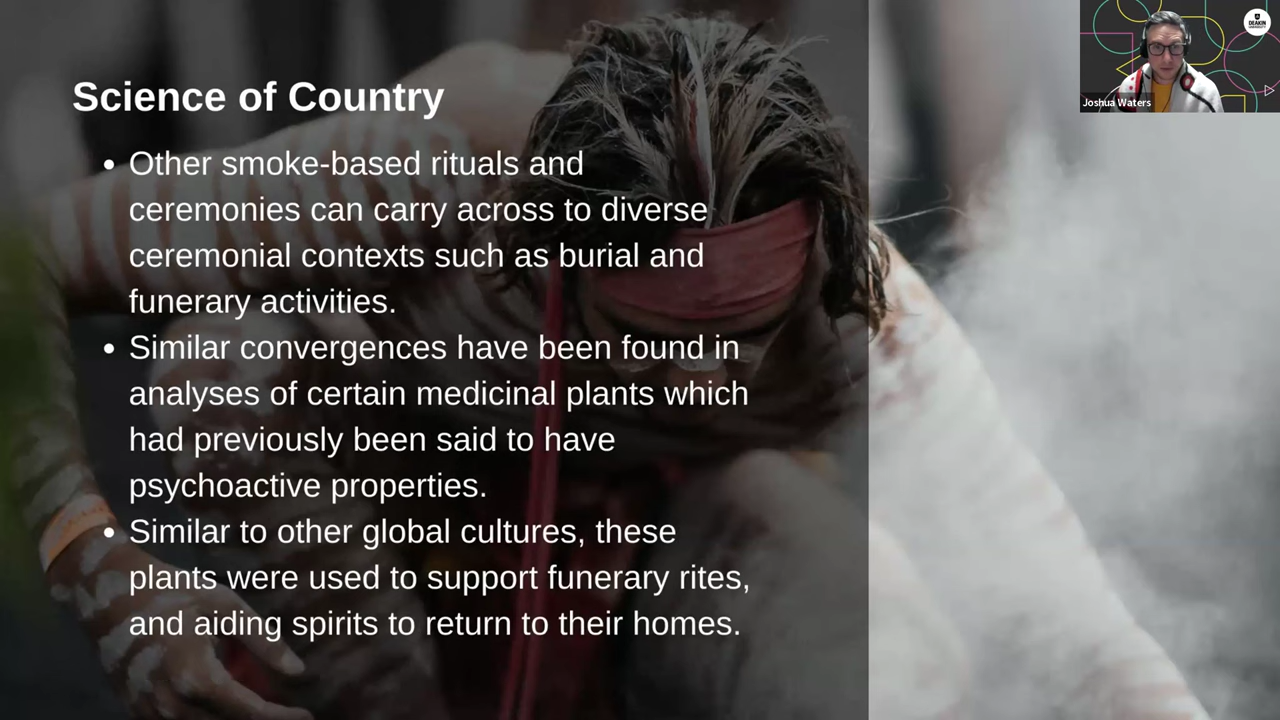 Science of Country
• Other smoke-based rituals and
ceremonies can carry across to diverse
ceremonial contexts such as burial and
funerary activities.
• Similar convergences have been found in
analyses of certain medicinal plants which
had previously been said to have
psychoactive properties.
• Similar to other global cultures, these
plants were used to support funerary rites,
and aiding spirits to return to their homes.
DEAKIN
UNIVERSITY
Joshua Waters